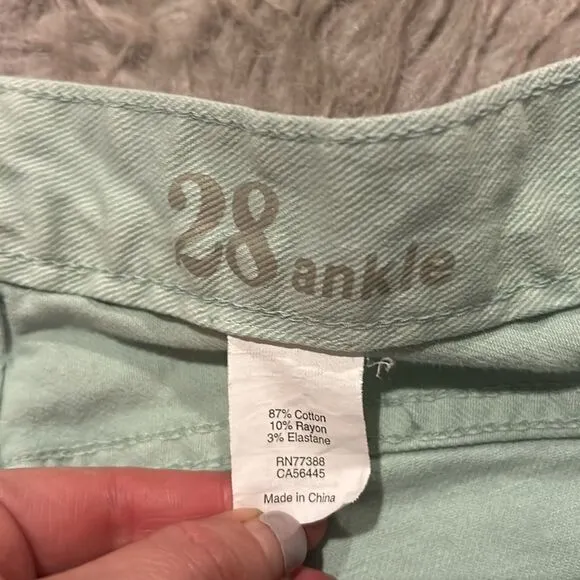 28 ankle
87% Cotton
10% Rayon
3% Elastane
RN77388
CA56445
Made in China